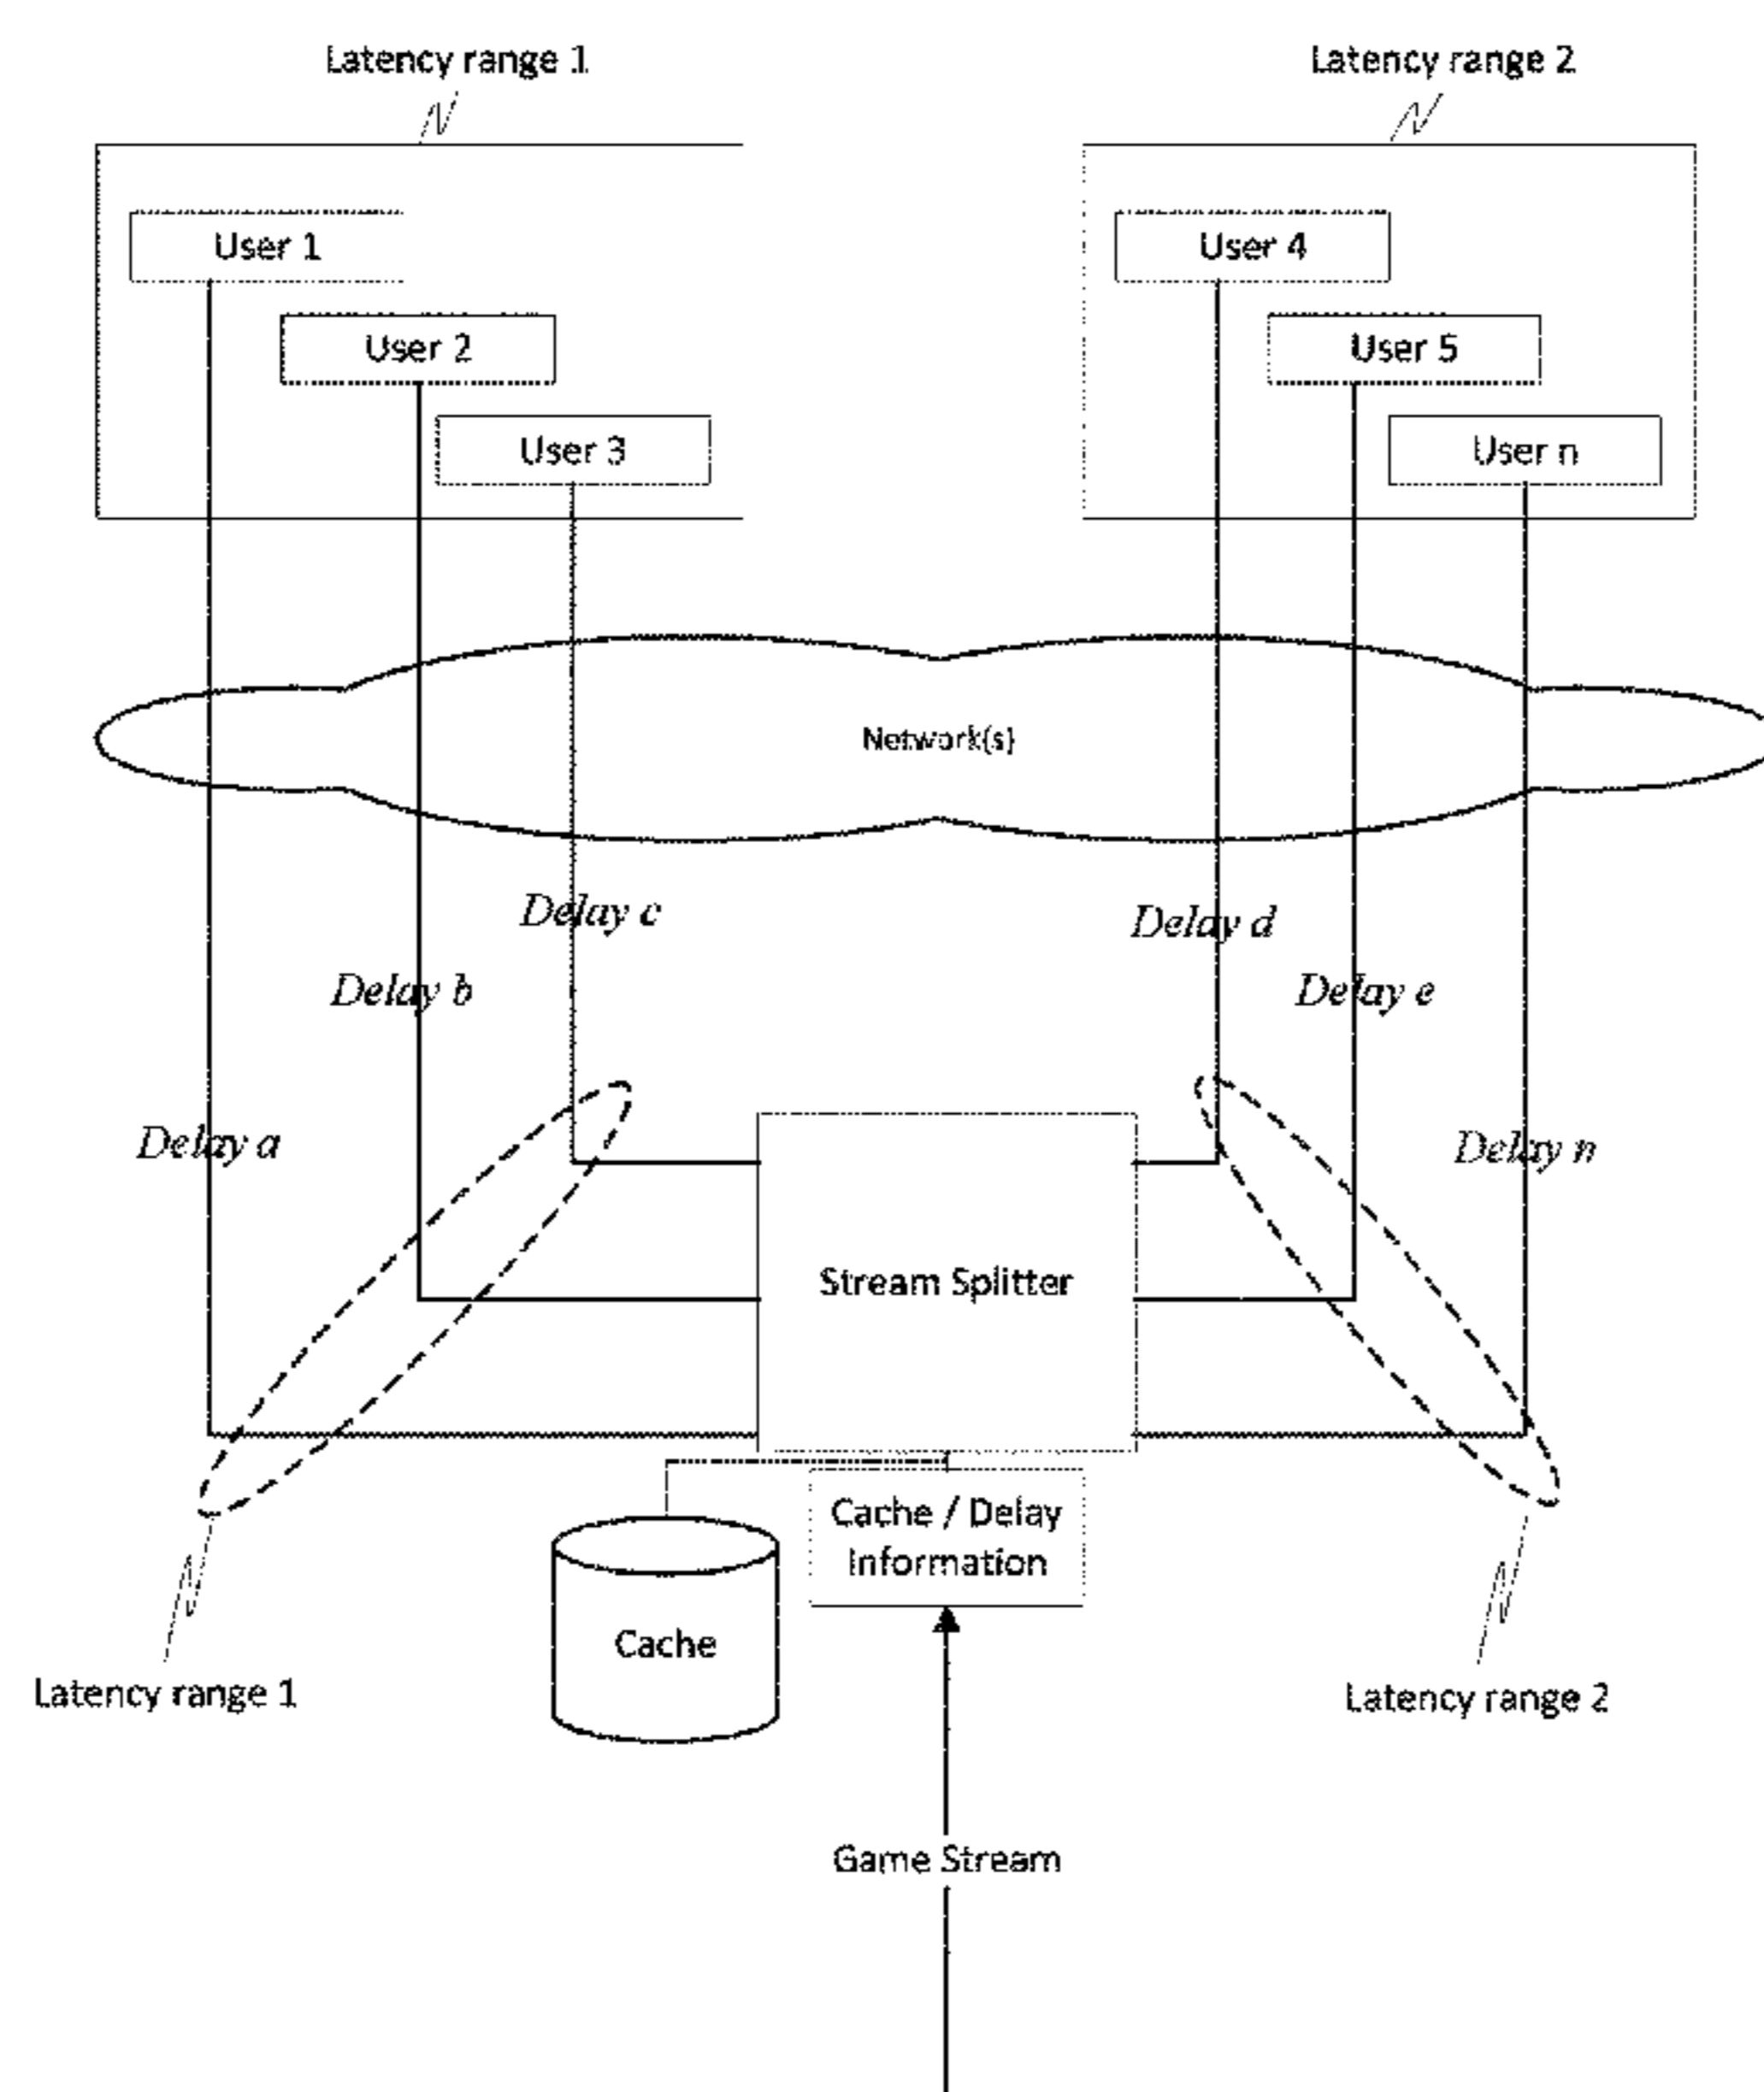 Latency range 1
Latency range 2
User 1
User 4
User 2
User 5
User 3
User n
Network(s)
Delay c
Delay d
Delay b
Delay e
Delay a
Delay n
Stream Splitter
Cache / Delay
Information
Cache
Latency range 1
Latency range 2
Game Stream